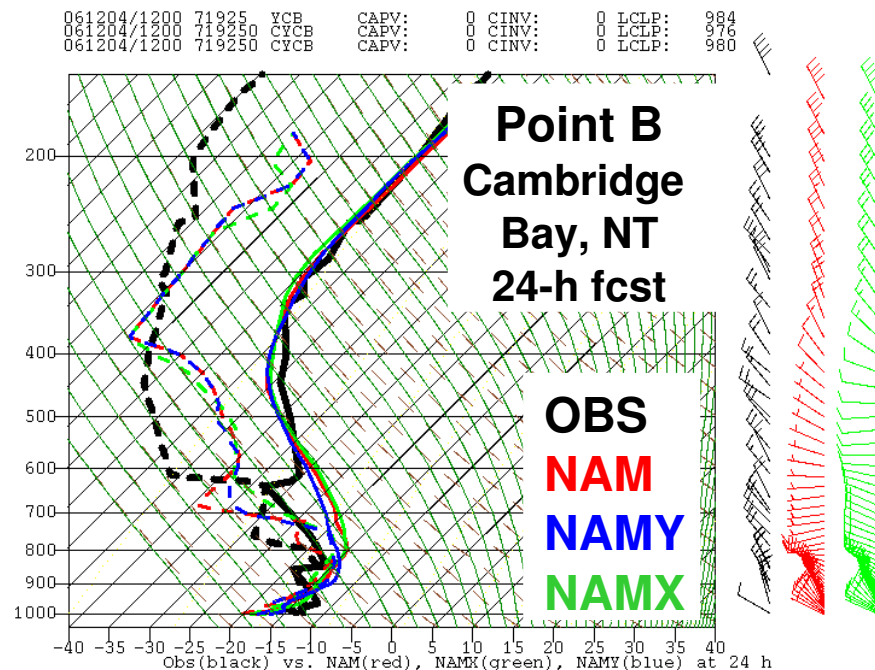 061204/1200 71925 YCB CAPV: 0 CINV: 0 LCLP: 984
061204/1200 719250 CYCB CAPV: 0 CINV: 0 LCLP: 976
061204/1200 719250 CYCB CAPV: 0 CINV: 0 LCLP: 980
Point B
Cambridge
Bay, NT
24-h fcst
200
300
400
500
600
700
800
900
1000
OBS
NAM
NAMY
NAMX
-40 -35 -30 -25 -20 -15 -10 -5 0 5 10 15 20 25 30 35 40
Obs(black) vs. NAM(red), NAMX(green), NAMY(blue) at 24 h